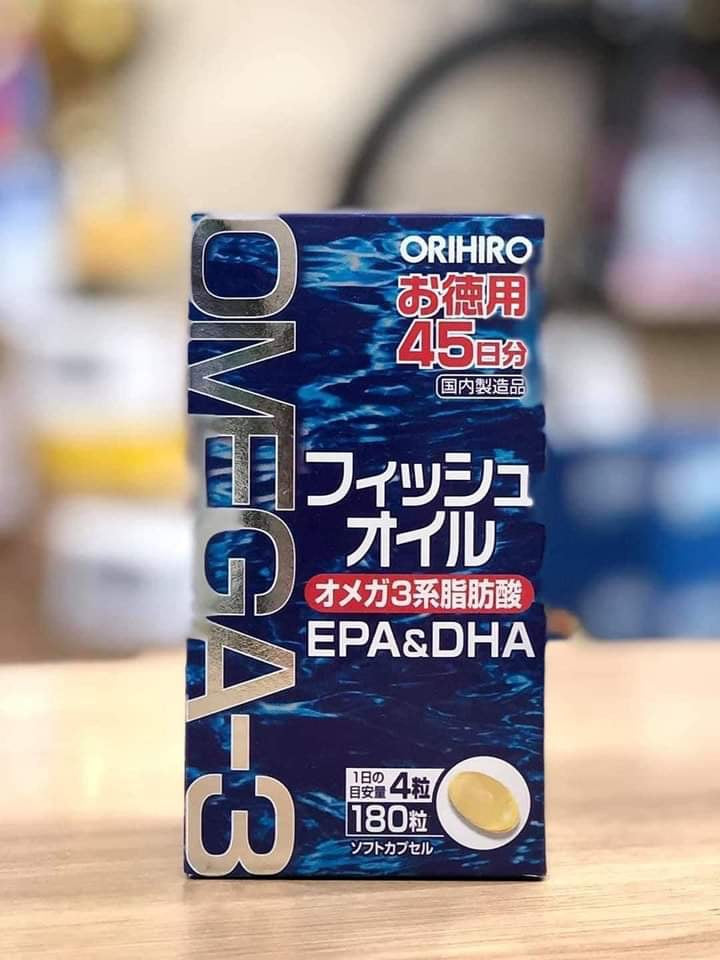 OMEGA-3
ORIHIRO
お徳用
45日分
国内製造品
フィッシュ
オイル
オメガ3系脂肪酸
EPA&DHA
1日の
目安量 4粒
180粒
ソフトカプセル